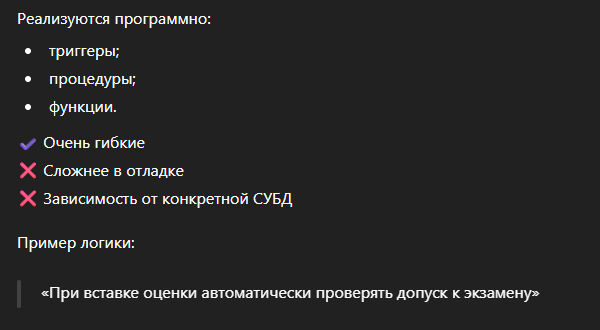 Реализуются программно:
• триггеры;
• процедуры;
• функции.
✔ Очень гибкие
❌ Сложнее в отладке
❌ Зависимость от конкретной СУБД
Пример логики:
«При вставке оценки автоматически проверять допуск к экзамену»